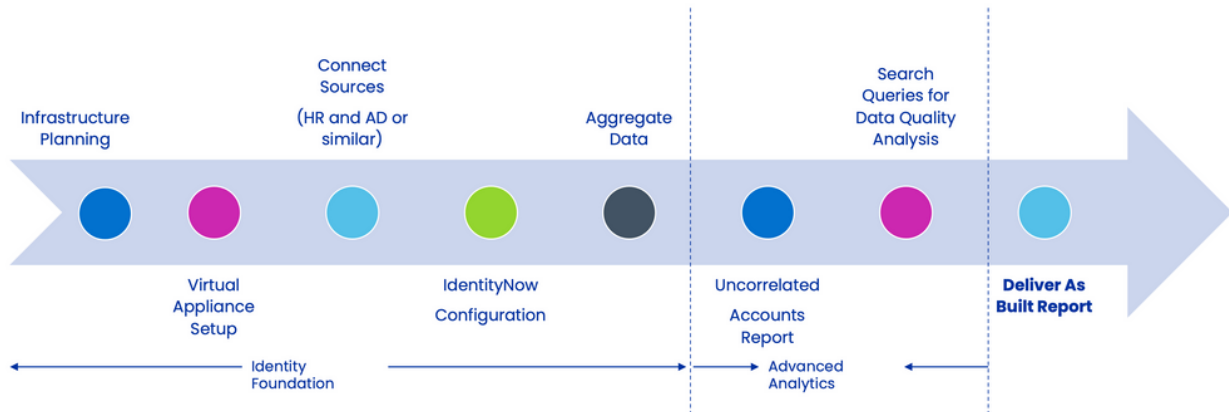 Infrastructure
Planning
Virtual
Appliance
Setup
Connect
Sources
(HR and AD or
similar)
IdentityNow
Configuration
Aggregate
Data
Uncorrelated
Accounts
Report
Search
Queries for
Data Quality
Analysis
Deliver As
Built Report
Identity
Foundation
Advanced
Analytics